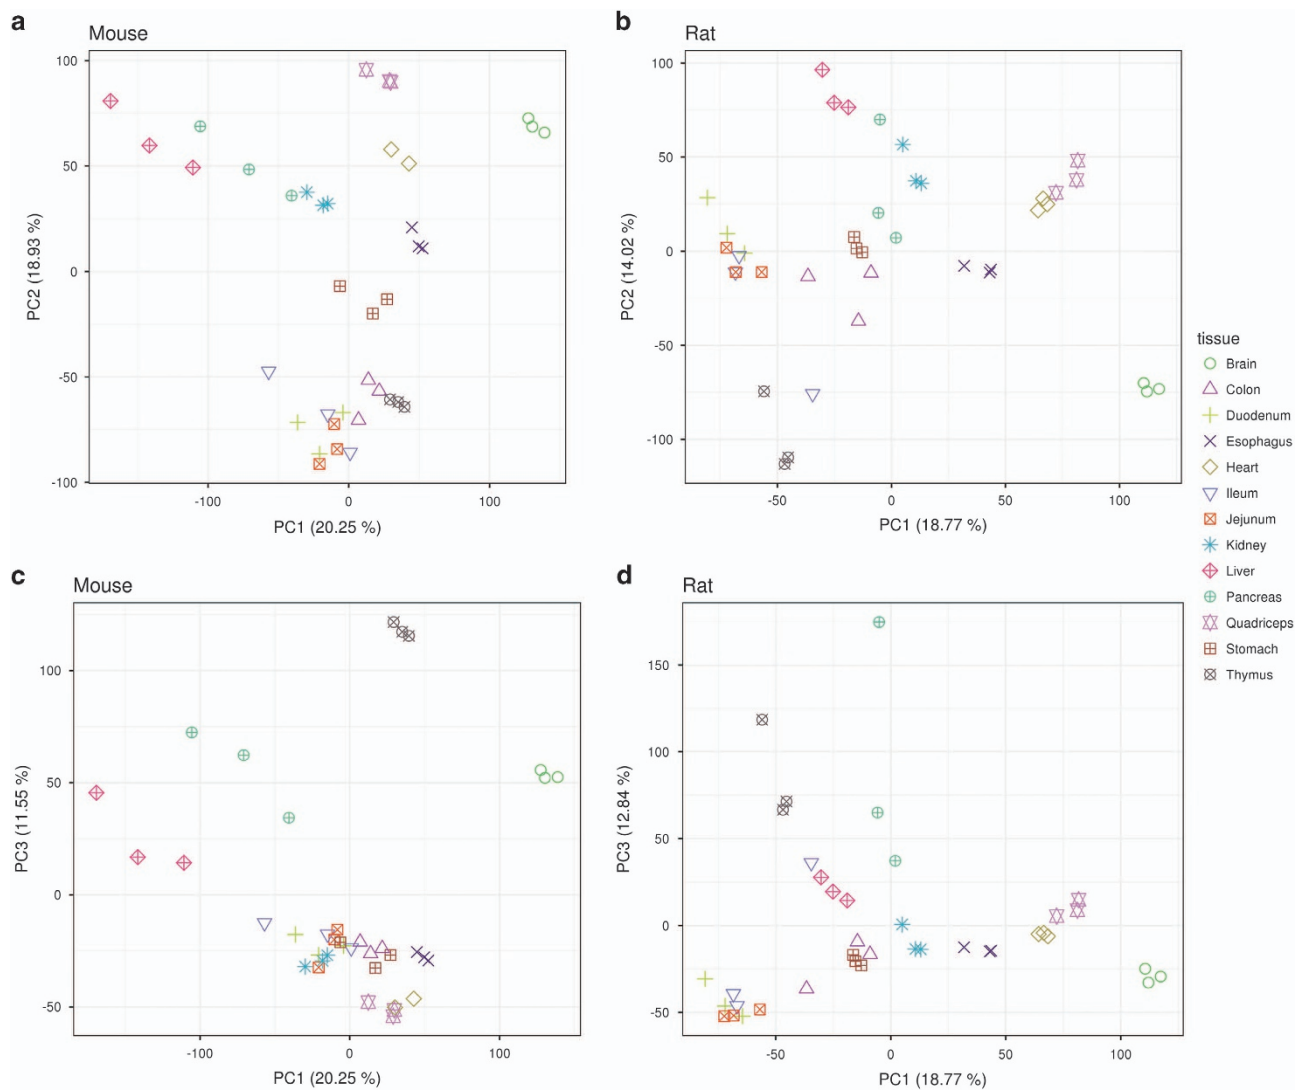 a
Mouse
100
50
0
-50
-100
PC2 (18.93 %)
-100
0
100
PC1 (20.25 %)
b
Rat
100
50
0
-50
-100
PC2 (14.02 %)
-50
0
50
100
PC1 (18.77 %)
tissue
Brain
Colon
Duodenum
Esophagus
Heart
Ileum
Jejunum
Kidney
Liver
Pancreas
Quadriceps
Stomach
Thymus
c
Mouse
100
50
0
-50
PC3 (11.55 %)
-100
0
100
PC1 (20.25 %)
d
Rat
150
100
50
0
-50
PC3 (12.84 %)
-50
0
50
100
PC1 (18.77 %)